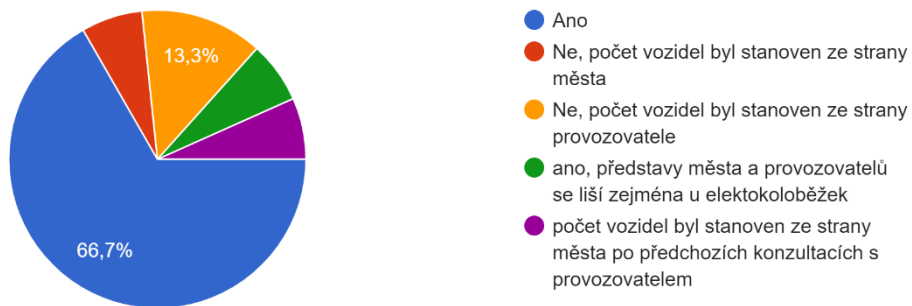 13,3%
66,7%
Ano
Ne, počet vozidel byl stanoven ze strany
města
Ne, počet vozidel byl stanoven ze strany
provozovatele
ano, představy města a provozovatelů
se liší zejména u elektokoloběžek
počet vozidel byl stanoven ze strany
města po předchozích konzultacích s
provozovatelem